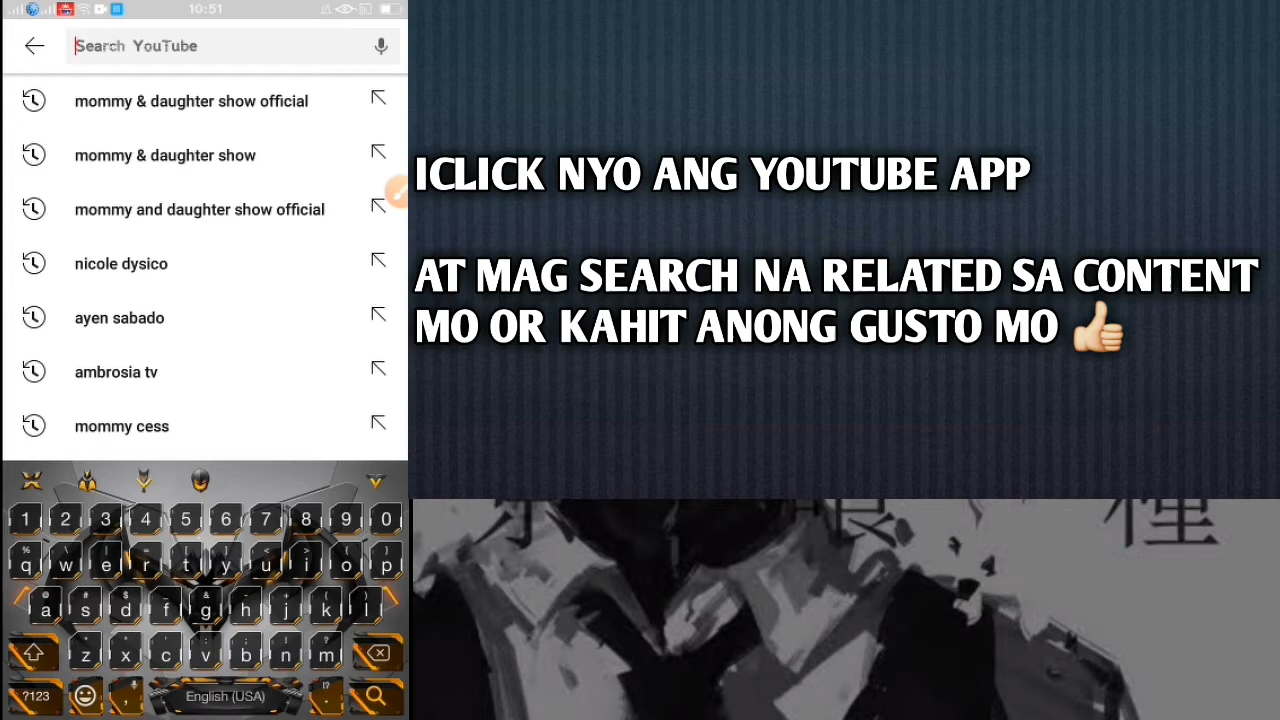 10:51
Search YouTube
mommy & daughter show official
mommy & daughter show
mommy and daughter show official
nicole dysico
ayen sabado
ambrosia tv
mommy cess
1 2 3 4 5 6 7 8 9 0
q w e r t y u i o p
a s d f g h j k l
z x c v b n m
?123 , English (USA) .
ICLICK NYO ANG YOUTUBE APP
AT MAG SEARCH NA RELATED SA CONTENT
MO OR KAHIT ANONG GUSTO MO 👍
種